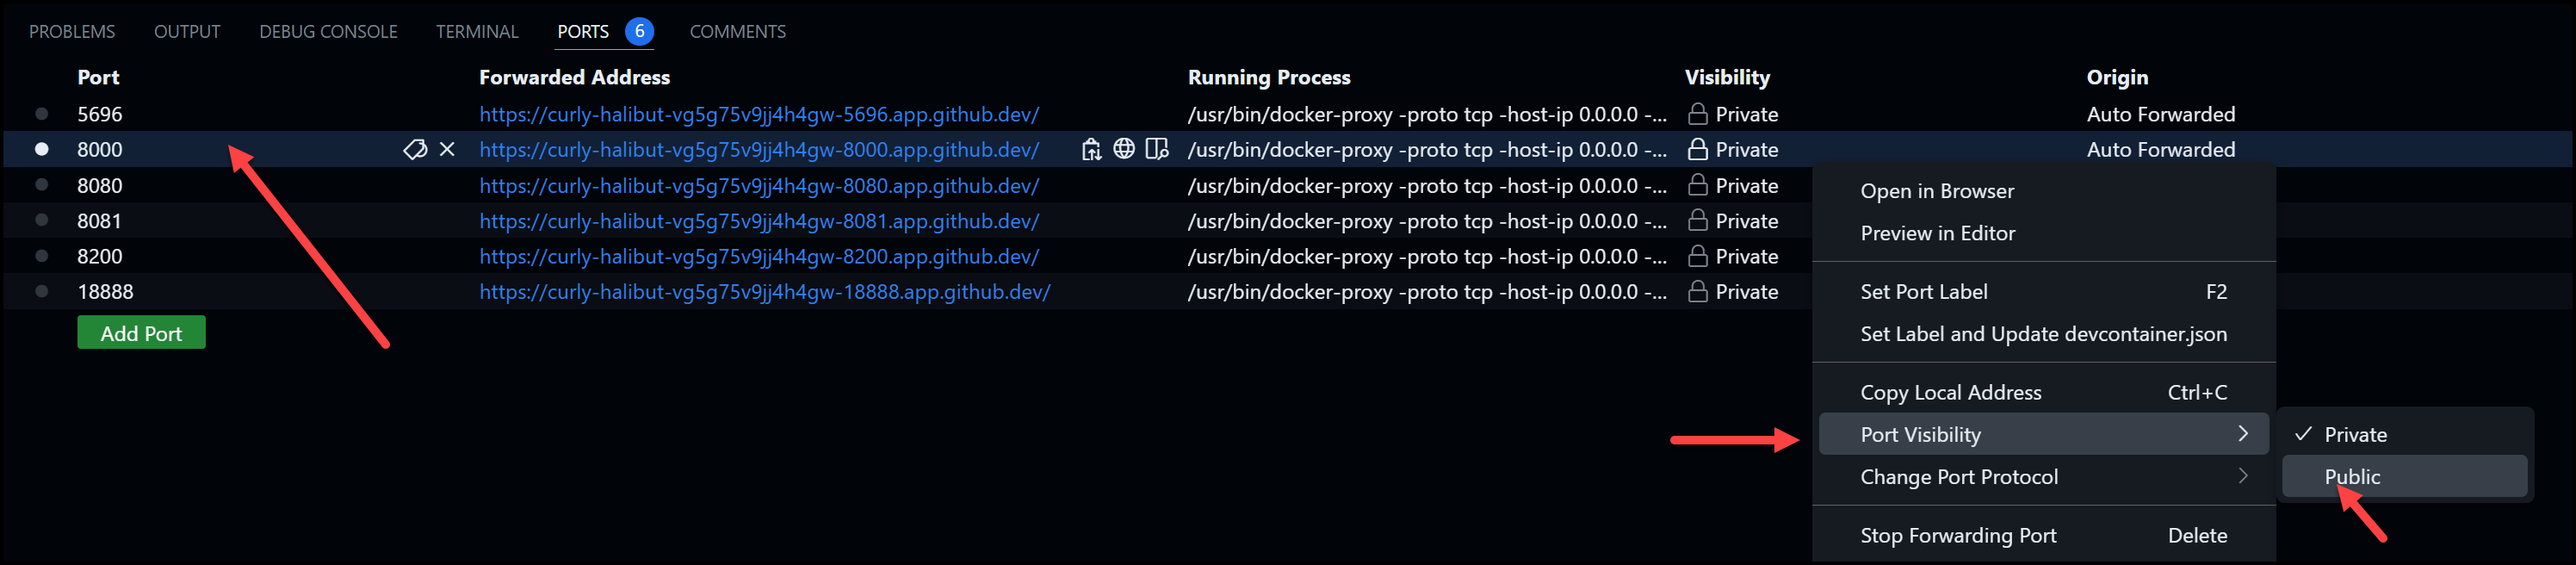 PROBLEMS OUTPUT DEBUG CONSOLE TERMINAL PORTS 6 COMMENTS
Port Forwarded Address Running Process Visibility Origin
5696 https://curly-halibut-vg5g75v9jj4h4gw-5696.app.github.dev/ /usr/bin/docker-proxy -proto tcp -host-ip 0.0.0.0 -... Private Auto Forwarded
8000 https://curly-halibut-vg5g75v9jj4h4gw-8000.app.github.dev/ /usr/bin/docker-proxy -proto tcp -host-ip 0.0.0.0 -... Private Auto Forwarded
8080 https://curly-halibut-vg5g75v9jj4h4gw-8080.app.github.dev/ /usr/bin/docker-proxy -proto tcp -host-ip 0.0.0.0 -... Private
8081 https://curly-halibut-vg5g75v9jj4h4gw-8081.app.github.dev/ /usr/bin/docker-proxy -proto tcp -host-ip 0.0.0.0 -... Private
8200 https://curly-halibut-vg5g75v9jj4h4gw-8200.app.github.dev/ /usr/bin/docker-proxy -proto tcp -host-ip 0.0.0.0 -... Private
18888 https://curly-halibut-vg5g75v9jj4h4gw-18888.app.github.dev/ /usr/bin/docker-proxy -proto tcp -host-ip 0.0.0.0 -... Private
Add Port
Open in Browser
Preview in Editor
Set Port Label F2
Set Label and Update devcontainer.json
Copy Local Address Ctrl+C
Port Visibility
Change Port Protocol
Stop Forwarding Port Delete
Private
Public